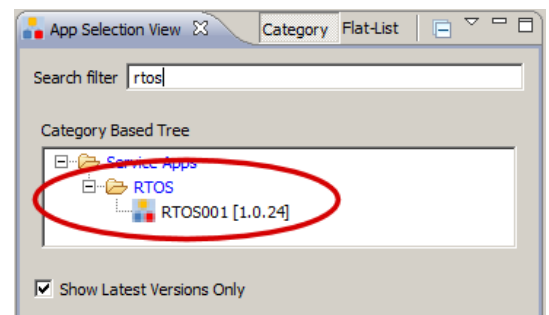 App Selection View Category Flat-List
Search filter rtos
Category Based Tree
Service Apps
RTOS
RTOS001 [1.0.24]
Show Latest Versions Only